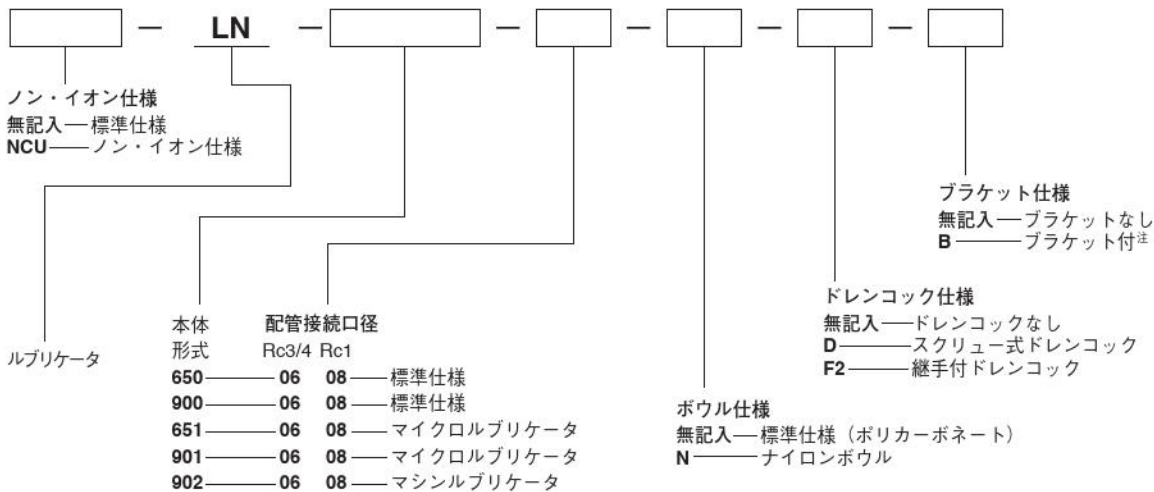 — LN — — — — —
ノン・イオン仕様
無記入—標準仕様
NCU——ノン・イオン仕様
ルブリケータ
本体 配管接続口径
形式 Rc3/4 Rc1
650———06 08——標準仕様
900———06 08——標準仕様
651———06 08——マイクロルブリケータ
901———06 08——マイクロルブリケータ
902———06 08——マシンルブリケータ
ボウル仕様
無記入—標準仕様（ポリカーボネート）
N———ナイロンボウル
ドレンコック仕様
無記入——ドレンコックなし
D————スクリュー式ドレンコック
F2———継手付ドレンコック
ブラケット仕様
無記入—ブラケットなし
B———ブラケット付注